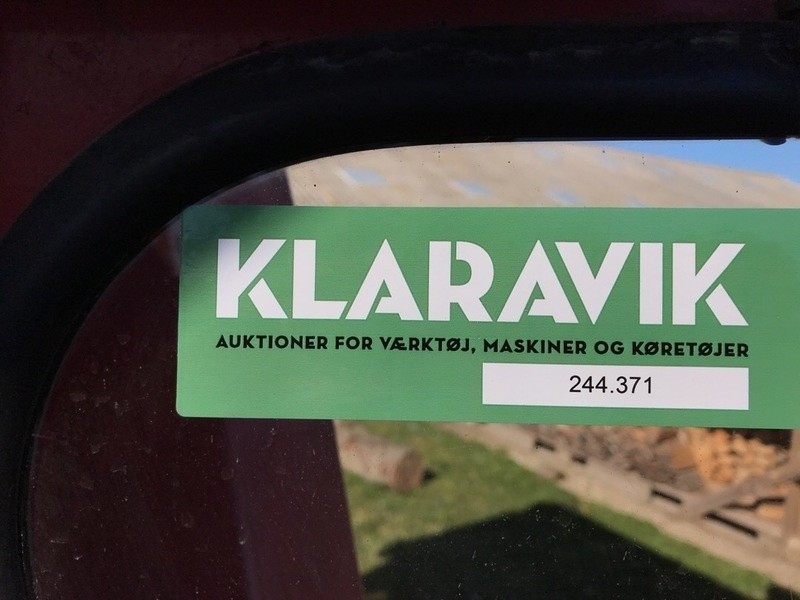 KLARAVIK
AUKTIONER FOR VÆRKTØJ, MASKINER OG KØRETØJER
244.371